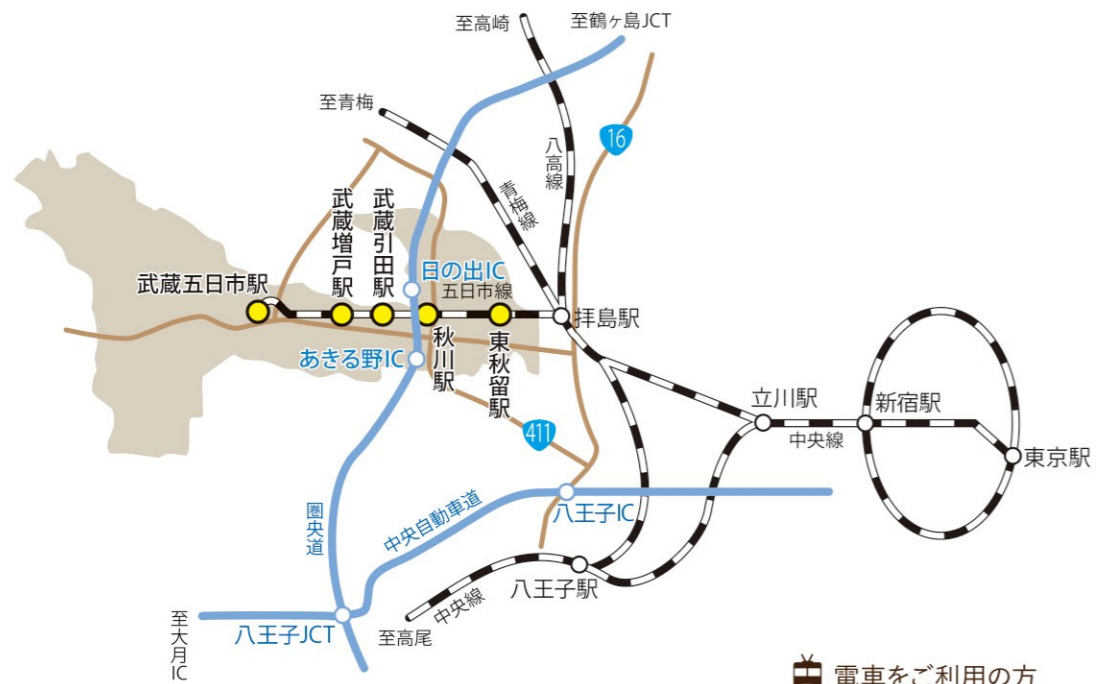 至高崎
至鶴ヶ島JCT
至青梅
16
八高線
青梅線
武蔵増戸駅
武蔵引田駅
日の出IC
武蔵五日市駅
五日市線
拝島駅
あきる野IC
秋川駅
東秋留駅
立川駅
新宿駅
411
中央線
東京駅
圏央道
中央自動車道
八王子IC
八王子駅
中央線
至大月IC
八王子JCT
至高尾
電車をご利用の方